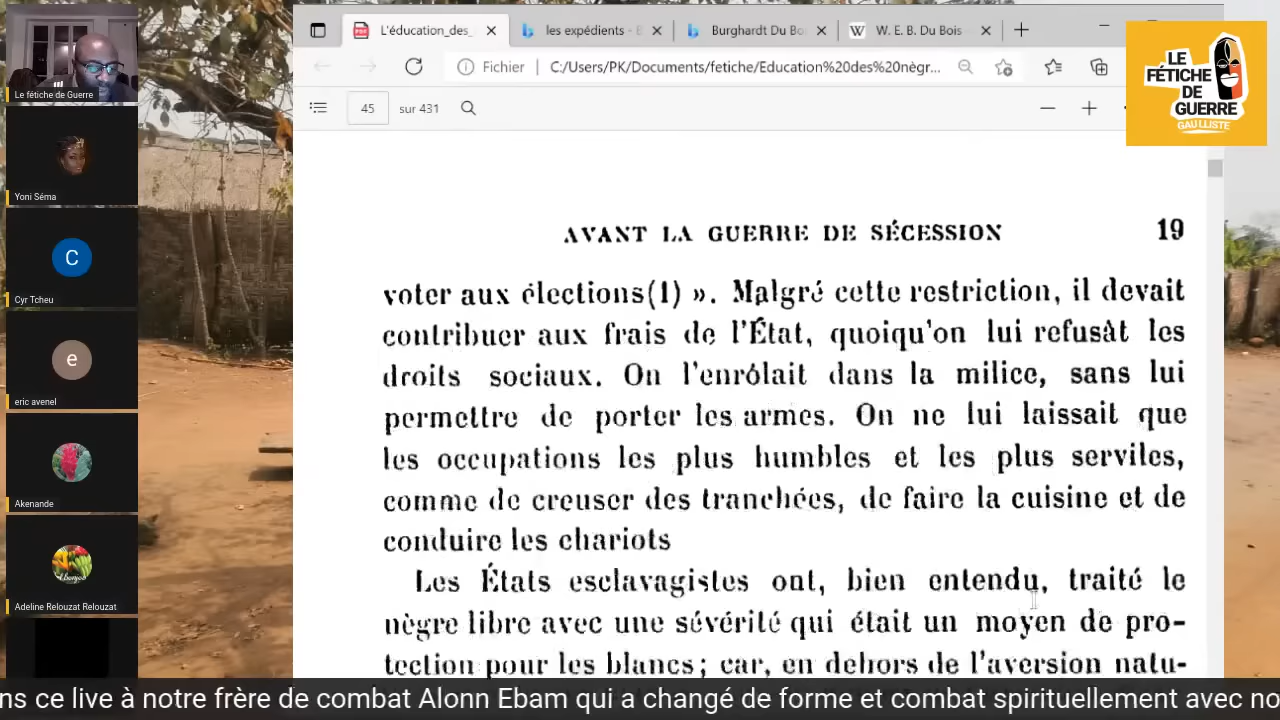 L'éducation_des_
les expédients -
Burghardt Du Bo
W. E. B. Du Bois
Fichier
C:/Users/PK/Documents/fetiche/Education%20des%20nègr...
45
sur 431
LE
FÉTICHE
DE
GUERRE
GAULLISTE
Le fétiche de Guerre
Yoni Séma
C
Cyr Tcheu
e
eric avenel
Akenande
Adeline Relouzat Relouzat
AVANT LA GUERRE DE SÉCESSION 19
voter aux élections(1) ». Malgré cette restriction, il devait
contribuer aux frais de l'État, quoiqu'on lui refusât les
droits sociaux. On l'enrôlait dans la milice, sans lui
permettre de porter les armes. On ne lui laissait que
les occupations les plus humbles et les plus serviles,
comme de creuser des tranchées, de faire la cuisine et de
conduire les chariots
Les États esclavagistes ont, bien entendu, traité le
nègre libre avec une sévérité qui était un moyen de pro-
tection pour les blancs; car, en dehors de l'aversion natu-
ns ce live à notre frère de combat Alonn Ebam qui a changé de forme et combat spirituellement avec no